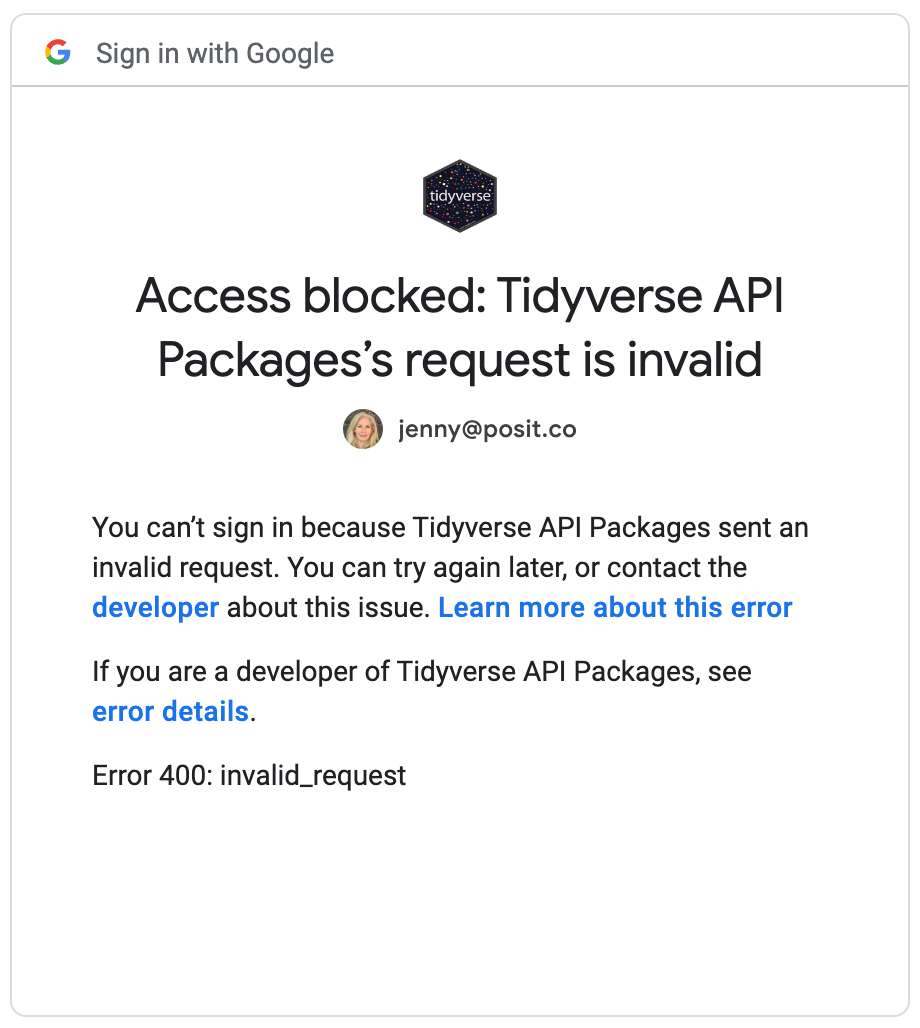 Sign in with Google
tidyverse
Access blocked: Tidyverse API
Packages’s request is invalid
jenny@posit.co
You can’t sign in because Tidyverse API Packages sent an
invalid request. You can try again later, or contact the
developer about this issue. Learn more about this error
If you are a developer of Tidyverse API Packages, see
error details.
Error 400: invalid_request